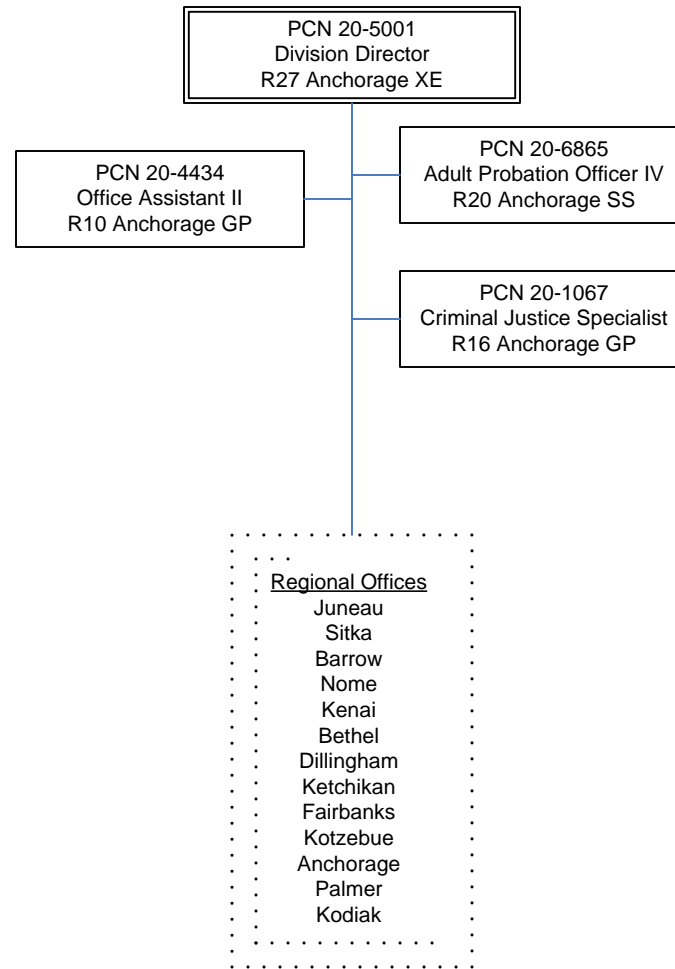 PCN 20-5001
Division Director
R27 Anchorage XE
PCN 20-4434
Office Assistant II
R10 Anchorage GP
PCN 20-6865
Adult Probation Officer IV
R20 Anchorage SS
PCN 20-1067
Criminal Justice Specialist
R16 Anchorage GP
Regional Offices
Juneau
Sitka
Barrow
Nome
Kenai
Bethel
Dillingham
Ketchikan
Fairbanks
Kotzebue
Anchorage
Palmer
Kodiak